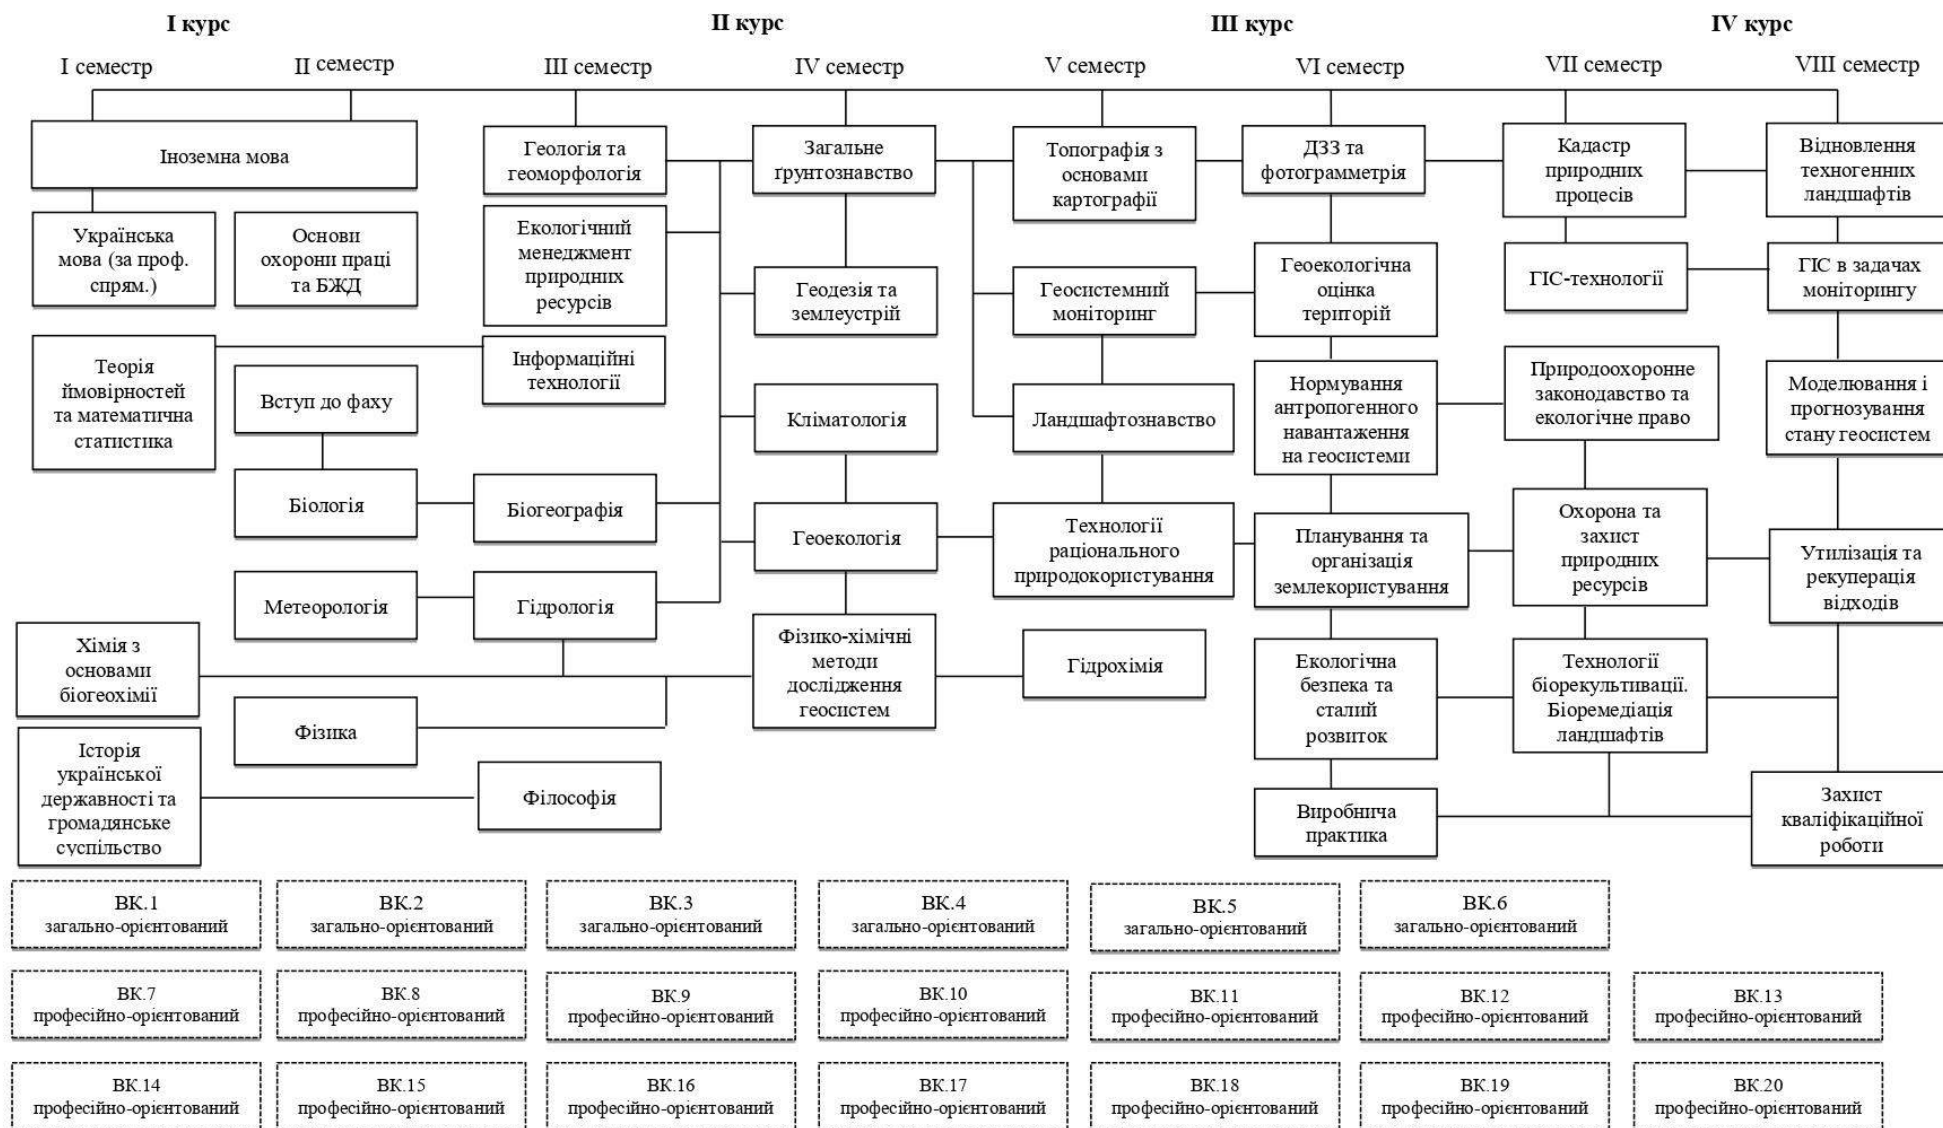 I курс
II курс
III курс
IV курс
I семестр
II семестр
III семестр
IV семестр
V семестр
VI семестр
VII семестр
VIII семестр
Іноземна мова
Геологія та
геоморфологія
Загальне
ґрунтознавство
Топографія з
основами
картографії
ДЗЗ та
фотограмметрія
Кадастр
природних
процесів
Відновлення
техногенних
ландшафтів
Українська
мова (за проф.
спрям.)
Основи
охорони праці
та БЖД
Екологічний
менеджмент
природних
ресурсів
Геодезія та
землеустрій
Геосистемний
моніторинг
Геоекологічна
оцінка
територій
ГІС-технології
ГІС в задачах
моніторингу
Теорія
ймовірностей
та математична
статистика
Вступ до фаху
Інформаційні
технології
Кліматологія
Ландшафтознавство
Нормування
антропогенного
навантаження
на геосистеми
Природоохоронне
законодавство та
екологічне право
Моделювання і
прогнозування
стану геосистем
Біологія
Біогеографія
Геоекологія
Технології
раціонального
природокористування
Планування та
організація
землекористування
Охорона та
захист
природних
ресурсів
Утилізація та
рекуперація
відходів
Метеорологія
Гідрологія
Хімія з
основами
біогеохімії
Фізико-хімічні
методи
дослідження
геосистем
Гідрохімія
Екологічна
безпека та
сталий
розвиток
Технології
біорекультивації.
Біоремедіація
ландшафтів
Фізика
Історія
української
державності та
громадянське
суспільство
Філософія
Виробнича
практика
Захист
кваліфікаційної
роботи
ВК.1
загально-орієнтований
ВК.2
загально-орієнтований
ВК.3
загально-орієнтований
ВК.4
загально-орієнтований
ВК.5
загально-орієнтований
ВК.6
загально-орієнтований
ВК.7
професійно-орієнтований
ВК.8
професійно-орієнтований
ВК.9
професійно-орієнтований
ВК.10
професійно-орієнтований
ВК.11
професійно-орієнтований
ВК.12
професійно-орієнтований
ВК.13
професійно-орієнтований
ВК.14
професійно-орієнтований
ВК.15
професійно-орієнтований
ВК.16
професійно-орієнтований
ВК.17
професійно-орієнтований
ВК.18
професійно-орієнтований
ВК.19
професійно-орієнтований
ВК.20
професійно-орієнтований